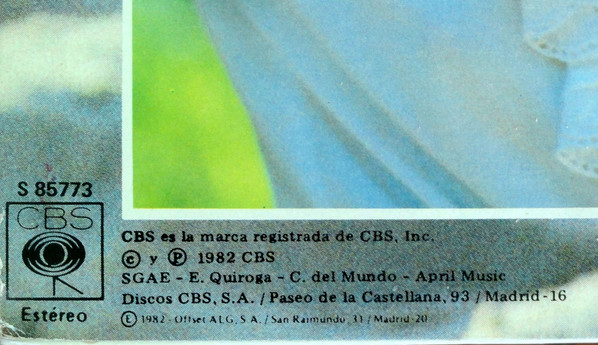 S 85773
CBS
Estéreo
CBS es la marca registrada de CBS, Inc.
© y ℗ 1982 CBS
SGAE - E. Quiroga - C. del Mundo - April Music
Discos CBS, S.A. / Paseo de la Castellana, 93 / Madrid-16
Ⓔ 1982 - Offset ALG, S.A. / San Raimundo, 31 / Madrid-20